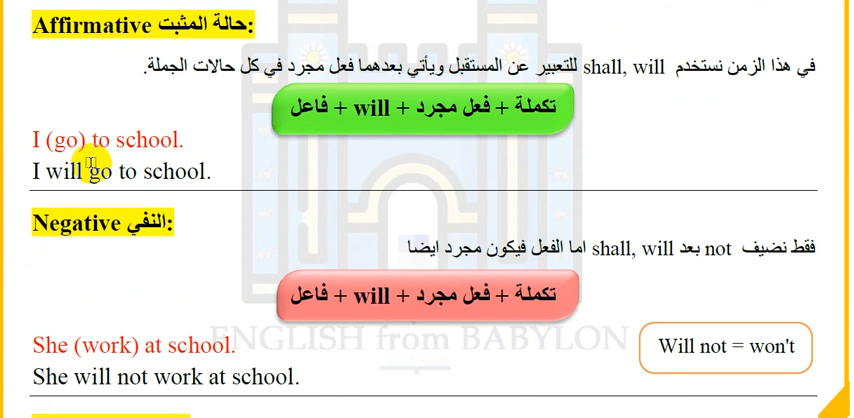 Affirmative حالة المثبت:
في هذا الزمن نستخدم shall, will للتعبير عن المستقبل ويأتي بعدهما فعل مجرد في كل حالات الجملة.
فاعل + will + فعل مجرد + تكملة
I (go) to school.
I will go to school.
Negative النفي:
فقط نضيف not بعد shall, will اما الفعل فيكون مجرد ايضا
فاعل + will + فعل مجرد + تكملة
ENGLISH from BABYLON
She (work) at school.
Will not = won't
She will not work at school.